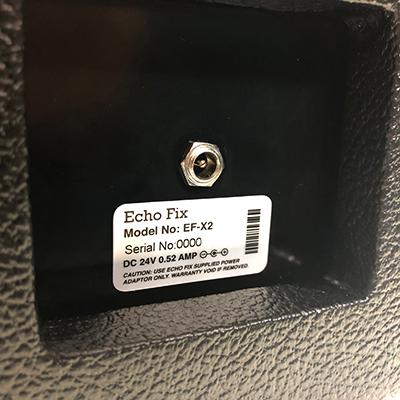 Echo Fix
Model No: EF-X2
Serial No:0000
DC 24V 0.52 AMP
CAUTION: USE ECHO FIX SUPPLIED POWER
ADAPTOR ONLY. WARRANTY VOID IF REMOVED.